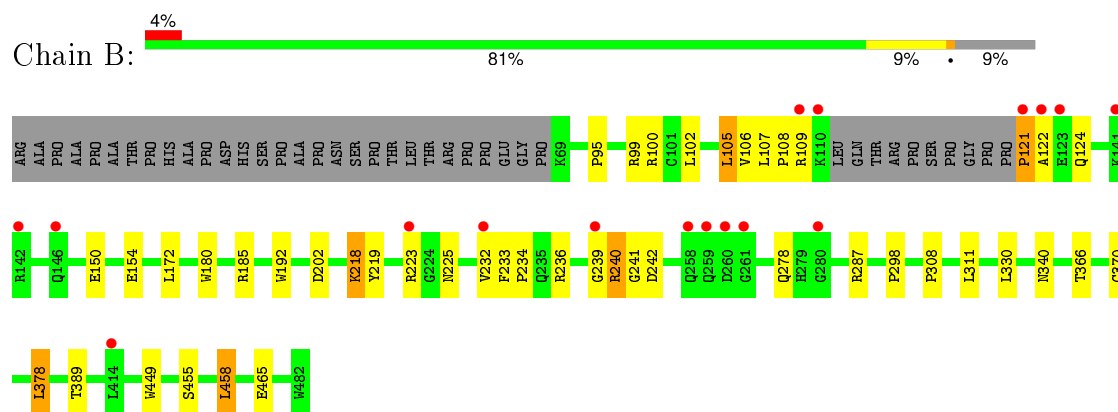 4%
Chain B:
81% 9% • 9%
ARG ALA PRO ALA PRO ALA THR PRO HIS ALA TRP PRO ASP HIS SER PRO ALA PRO ASN SER PRO THR LEU THR ARG PRO PRO GLU GLY PRO K69 P95 R99 R100 C101 L102 L105 V106 L107 P108 R109 K110 LEU GLN THR ARG PRO SER PRO GLY PRO PRO P121 A122 E123 Q124 K141
R142 Q146 E150 E154 L172 W180 R185 W192 D202 K218 Y219 R223 G224 N225 V232 F233 P234 Q235 R236 G239 R240 G241 D242 Q258 Q259 D260 G261 Q278 H279 G280 R287 P298 P308 L311 L330 N340 T366
L378 T389 L414 W449 S455 L458 E465 W482